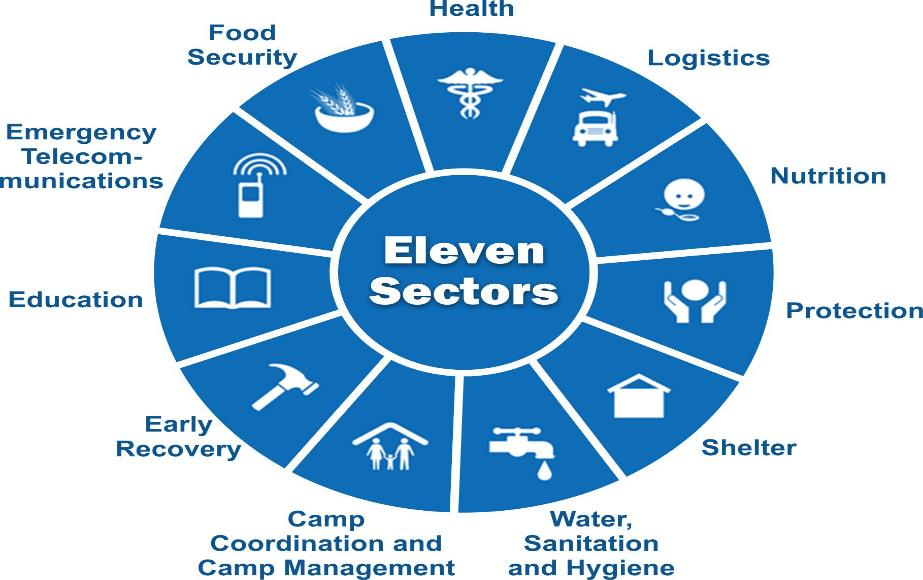 Health
Logistics
Nutrition
Protection
Shelter
Water,
Sanitation
and Hygiene
Camp
Coordination and
Camp Management
Early
Recovery
Education
Emergency
Telecom-
munications
Food
Security
Eleven
Sectors